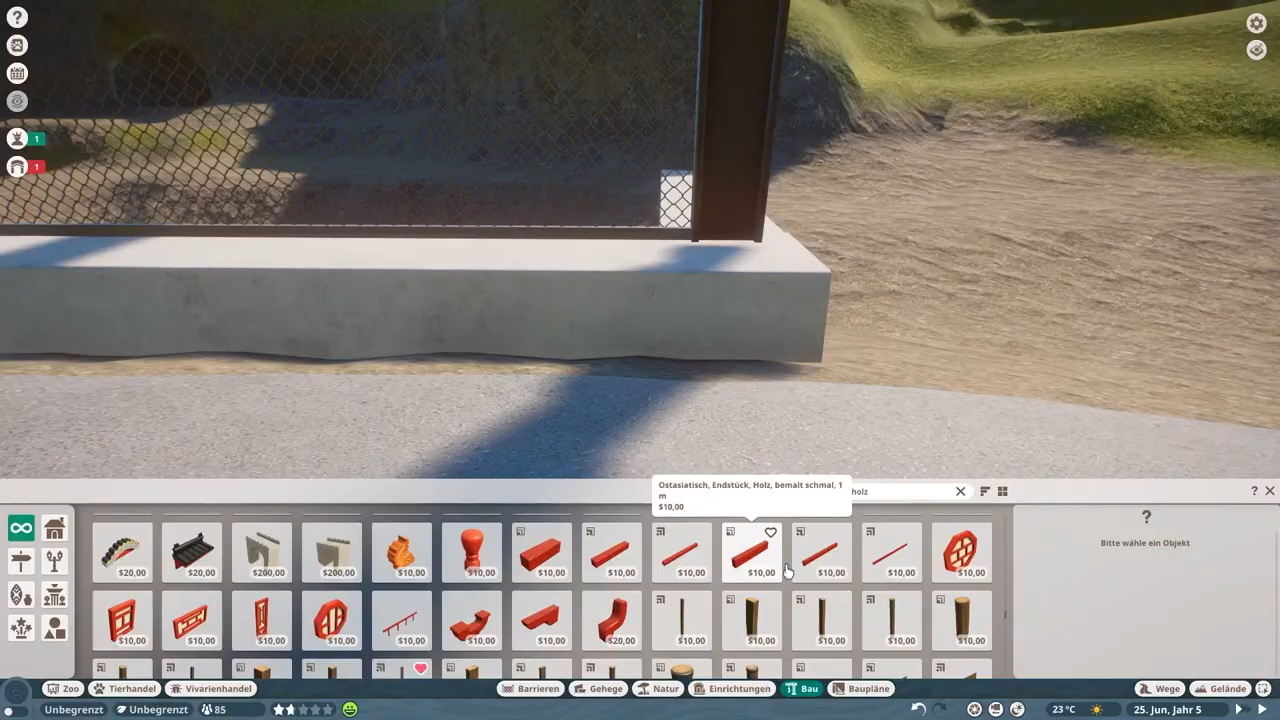 ?
1
1
Ostasiatisch, Endstück, Holz, bemalt schmal, 1
m
$10,00
holz
?
$20,00 $20,00 $200,00 $200,00 $10,00 $10,00 $10,00 $10,00 $10,00 $10,00 $10,00 $10,00 $10,00
?
Bitte wähle ein Objekt
$10,00 $10,00 $10,00 $10,00 $10,00 $10,00 $10,00 $20,00 $10,00 $10,00 $10,00 $10,00 $10,00
Zoo Tierhandel Vivarienhandel Barrieren Gehege Natur Einrichtungen Bau Baupläne Wege Gelände
Unbegrenzt Unbegrenzt 85 23 °C 25. Jun, Jahr 5